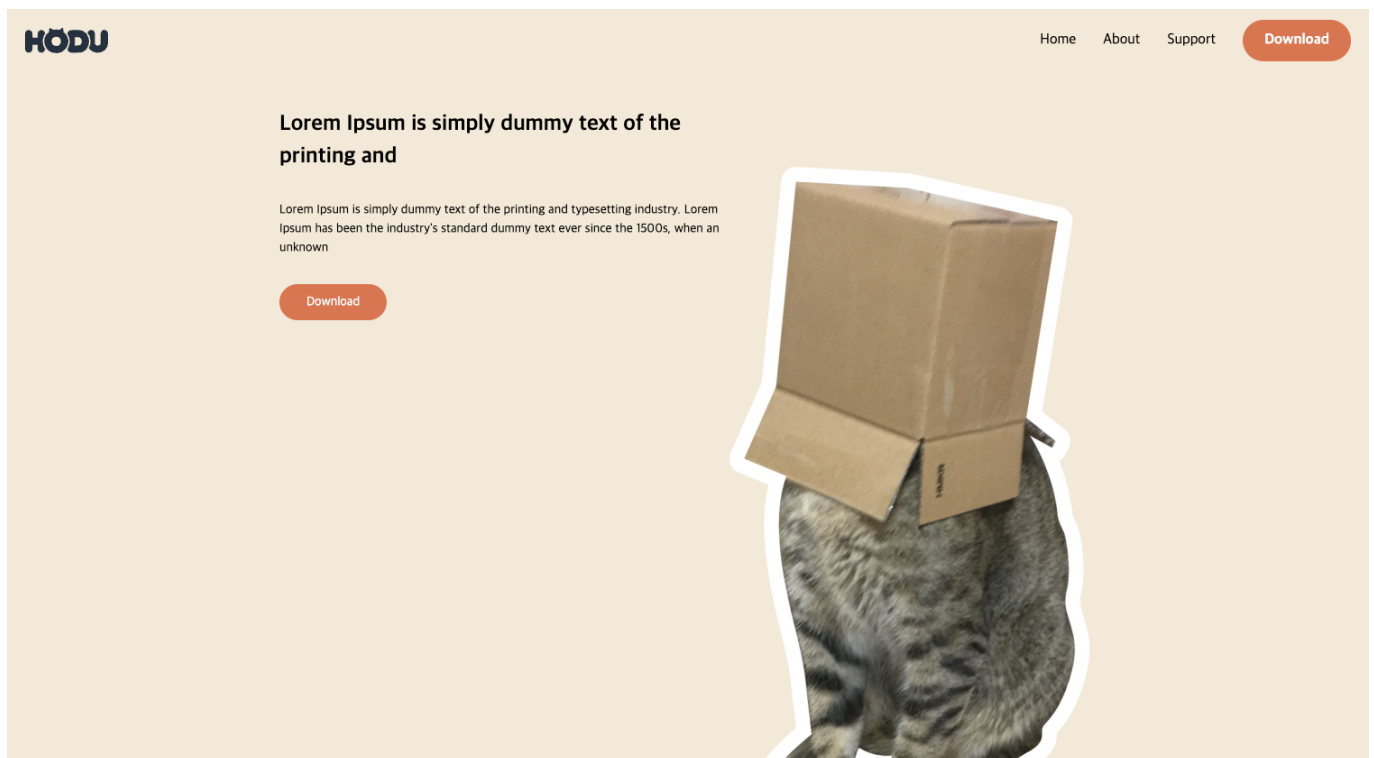 HODU
Home
About
Support
Download
Lorem Ipsum is simply dummy text of the
printing and
Lorem Ipsum is simply dummy text of the printing and typesetting industry. Lorem
Ipsum has been the industry's standard dummy text ever since the 1500s, when an
unknown
Download